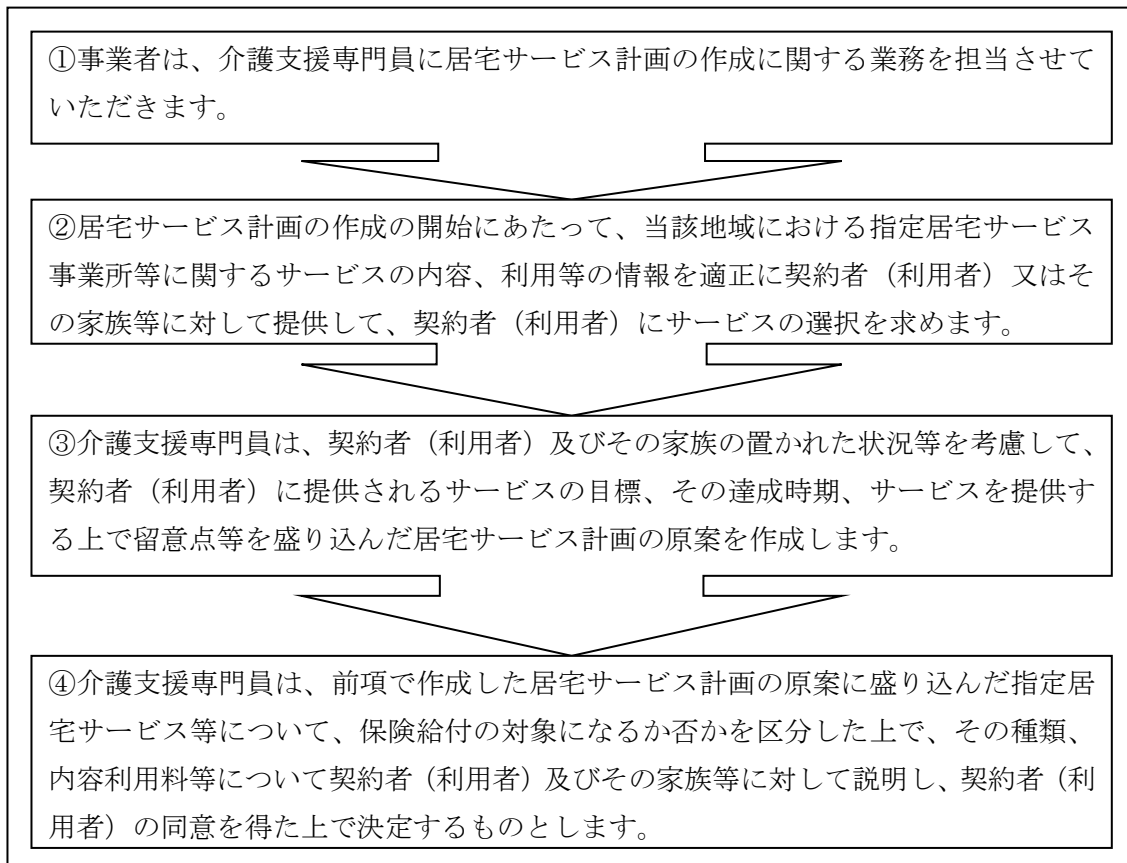 ①事業者は、介護支援専門員に居宅サービス計画の作成に関する業務を担当させて
いただきます。
②居宅サービス計画の作成の開始にあたって、当該地域における指定居宅サービス
事業所等に関するサービスの内容、利用等の情報を適正に契約者（利用者）又はそ
の家族等に対して提供して、契約者（利用者）にサービスの選択を求めます。
③介護支援専門員は、契約者（利用者）及びその家族の置かれた状況等を考慮して、
契約者（利用者）に提供されるサービスの目標、その達成時期、サービスを提供す
る上で留意点等を盛り込んだ居宅サービス計画の原案を作成します。
④介護支援専門員は、前項で作成した居宅サービス計画の原案に盛り込んだ指定居
宅サービス等について、保険給付の対象になるか否かを区分した上で、その種類、
内容利用料等について契約者（利用者）及びその家族等に対して説明し、契約者（利
用者）の同意を得た上で決定するものとします。